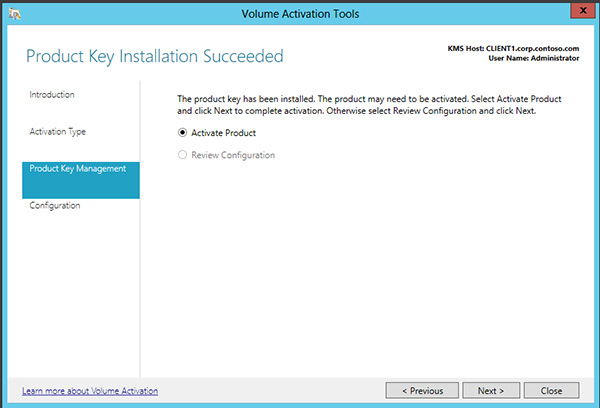 Volume Activation Tools
x
Product Key Installation Succeeded
KMS Host: CLIENT1.corp.contoso.com
User Name: Administrator
Introduction
Activation Type
Product Key Management
Configuration
The product key has been installed. The product may need to be activated. Select Activate Product
and click Next to complete activation. Otherwise select Review Configuration and click Next.
Activate Product
Review Configuration
Learn more about Volume Activation
< Previous
Next >
Close